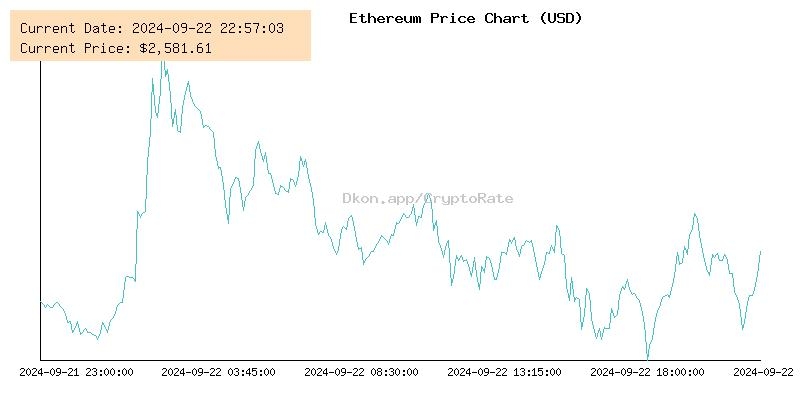 Ethereum Price Chart (USD)
Current Date: 2024-09-22 22:57:03
Current Price: $2,581.61
Dkon.app/CryptoRate
2024-09-21 23:00:00 2024-09-22 03:45:00 2024-09-22 08:30:00 2024-09-22 13:15:00 2024-09-22 18:00:00 2024-09-22